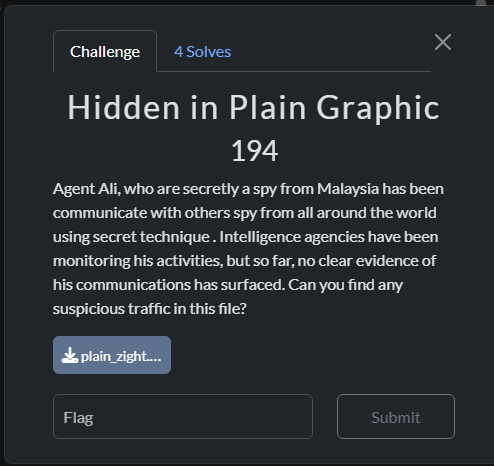 Challenge
4 Solves
Hidden in Plain Graphic
194
Agent Ali, who are secretly a spy from Malaysia has been
communicate with others spy from all around the world
using secret technique . Intelligence agencies have been
monitoring his activities, but so far, no clear evidence of
his communications has surfaced. Can you find any
suspicious traffic in this file?
plain_zight....
Flag
Submit